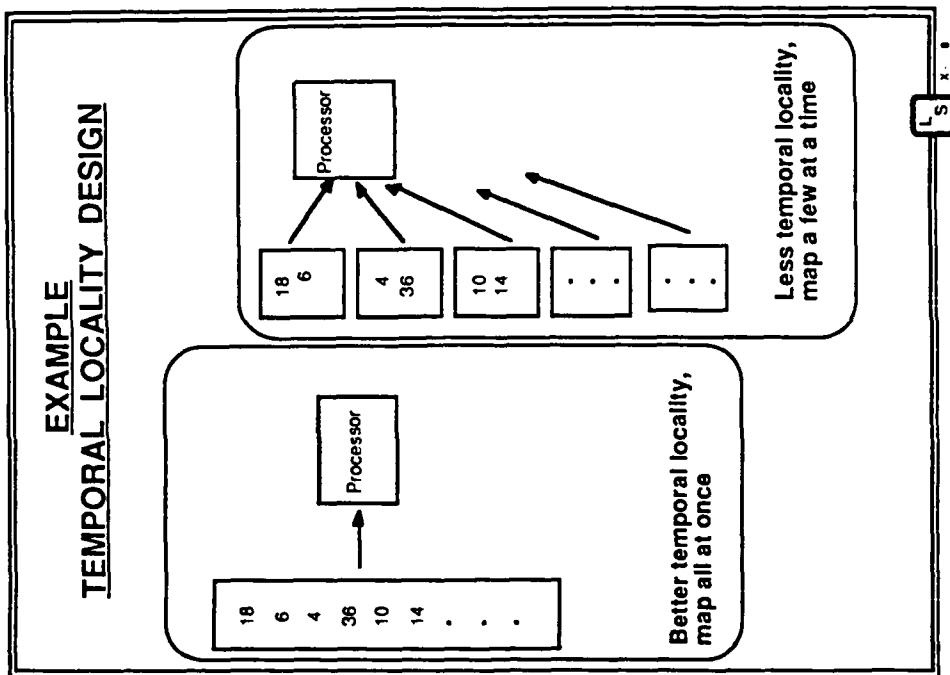 EXAMPLE
TEMPORAL LOCALITY DESIGN
18
6
4
36
10
14
.
.
.
Processor
Better temporal locality,
map all at once
18
6
4
36
10
14
. . .
. . .
Processor
Less temporal locality,
map a few at a time
L
S